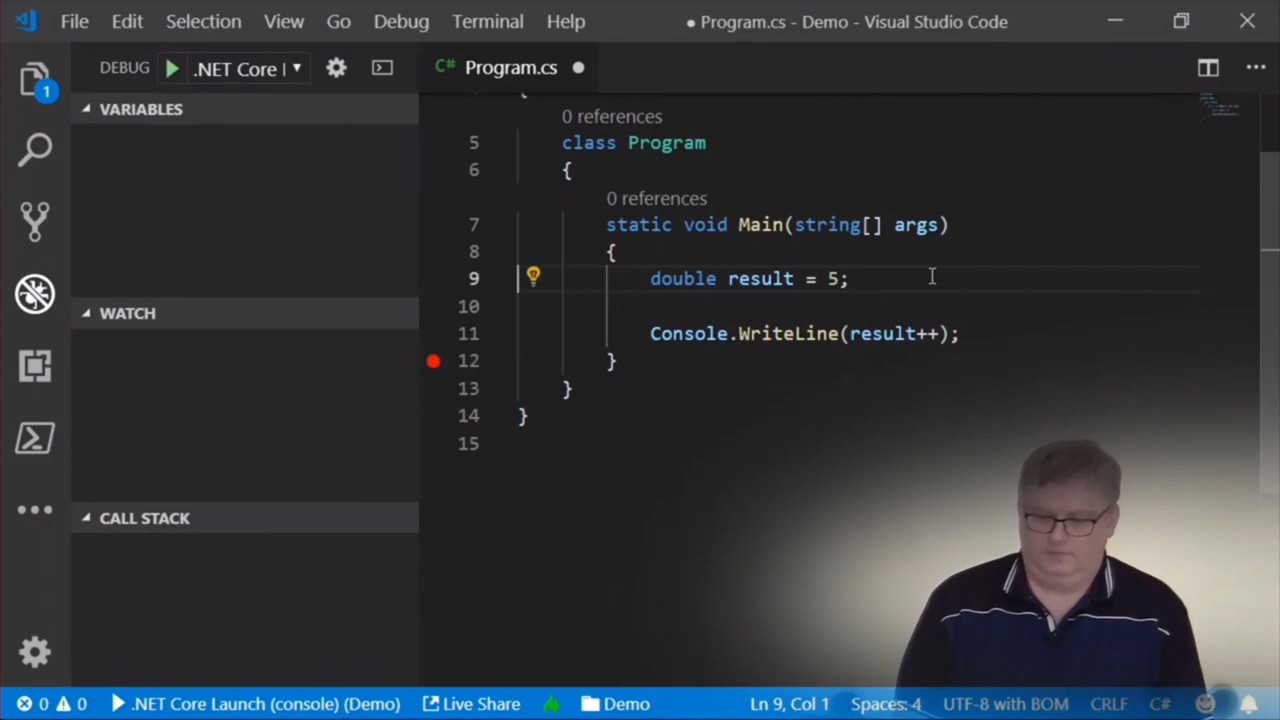 File Edit Selection View Go Debug Terminal Help ● Program.cs - Demo - Visual Studio Code
DEBUG .NET Core |
C# Program.cs
VARIABLES
WATCH
CALL STACK
{
0 references
5 class Program
6 {
0 references
7 static void Main(string[] args)
8 {
9 double result = 5;
10
11 Console.WriteLine(result++);
12 }
13 }
14 }
15
1
0 0 .NET Core Launch (console) (Demo) Live Share Demo Ln 9, Col 1 Spaces: 4 UTF-8 with BOM CRLF C#